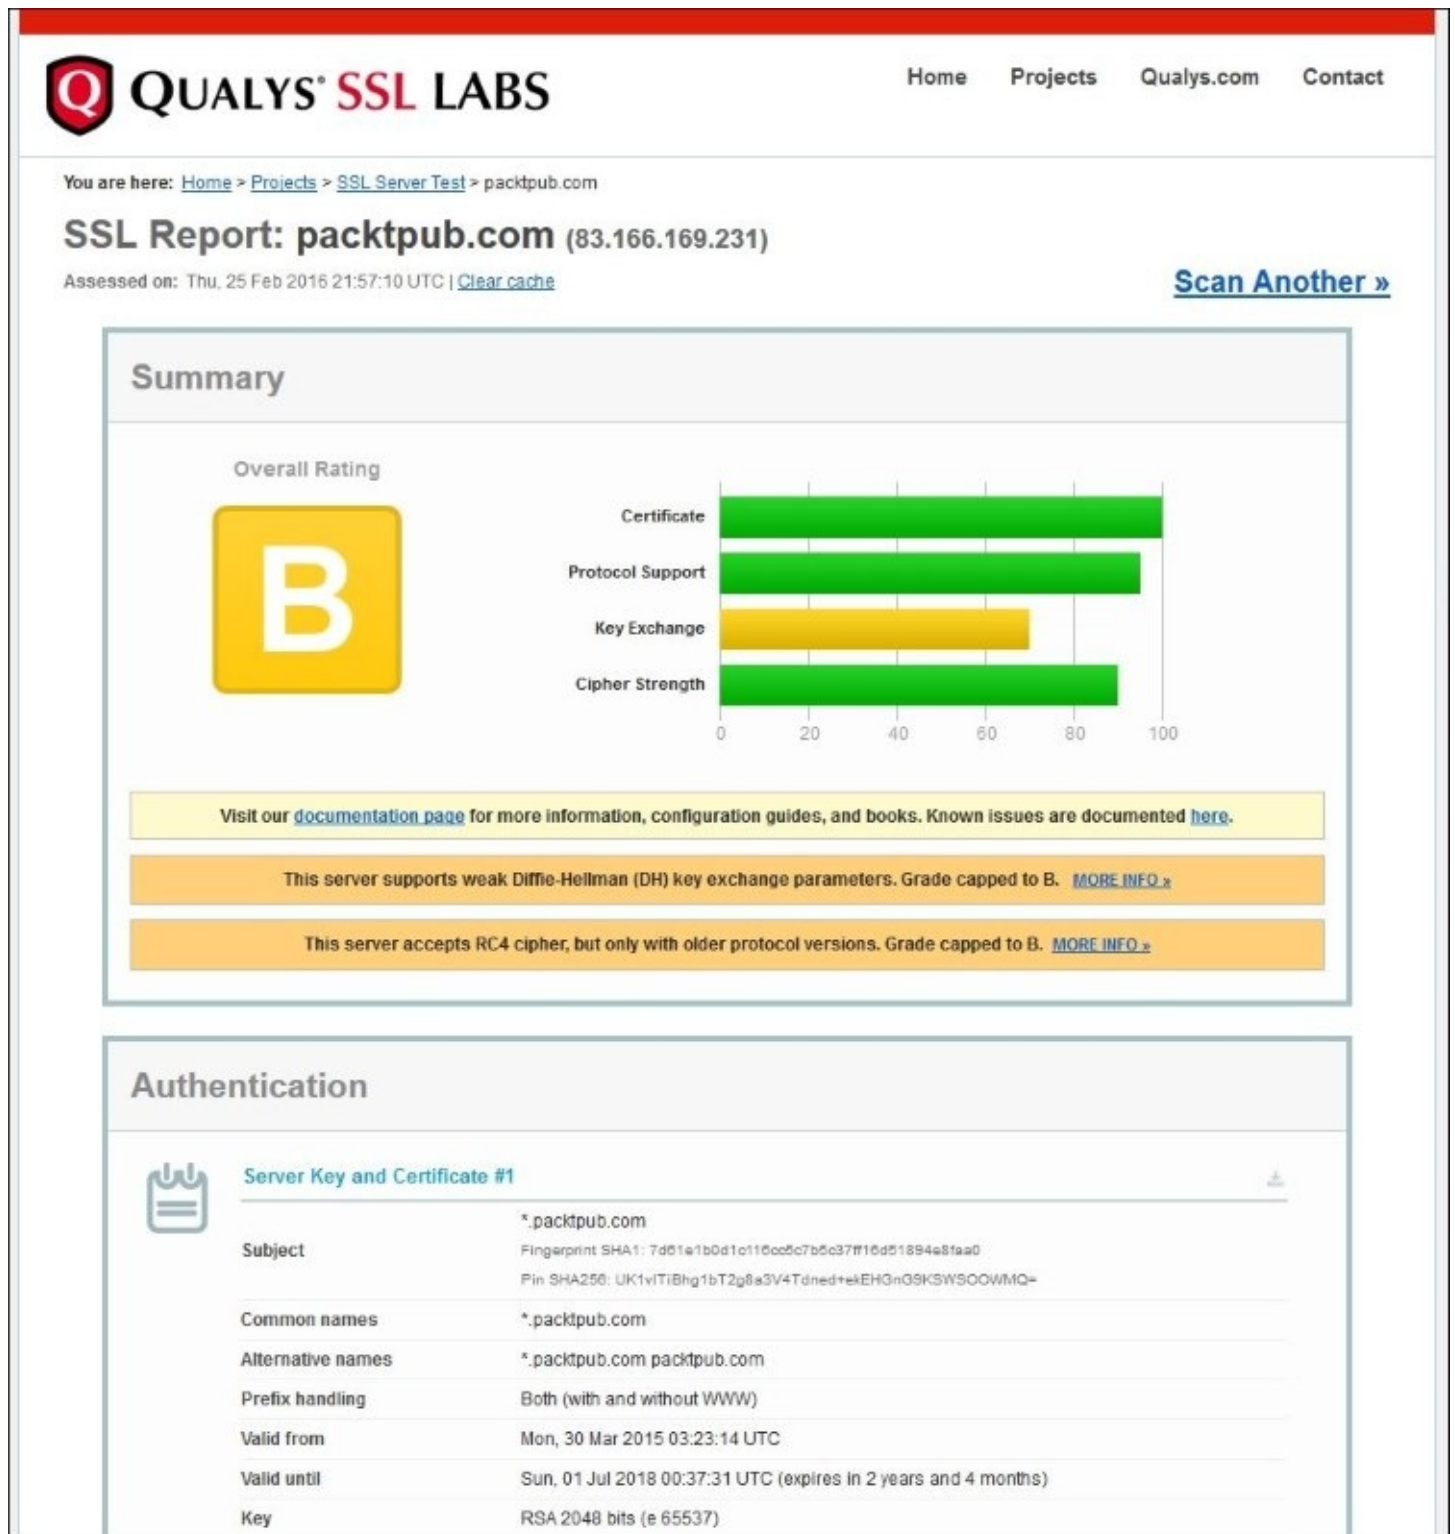 QUALYS® SSL LABS
Home Projects Qualys.com Contact
You are here: Home > Projects > SSL Server Test > packtpub.com
SSL Report: packtpub.com (83.166.169.231)
Assessed on: Thu, 25 Feb 2016 21:57:10 UTC | Clear cache
Scan Another »
Summary
Overall Rating
B
Certificate
Protocol Support
Key Exchange
Cipher Strength
0 20 40 60 80 100
Visit our documentation page for more information, configuration guides, and books. Known issues are documented here.
This server supports weak Diffie-Hellman (DH) key exchange parameters. Grade capped to B. MORE INFO »
This server accepts RC4 cipher, but only with older protocol versions. Grade capped to B. MORE INFO »
Authentication
Server Key and Certificate #1
Subject
*.packtpub.com
Fingerprint SHA1:
Pin SHA256:
Common names *.packtpub.com
Alternative names *.packtpub.com packtpub.com
Prefix handling Both (with and without WWW)
Valid from Mon, 30 Mar 2015 03:23:14 UTC
Valid until Sun, 01 Jul 2018 00:37:31 UTC (expires in 2 years and 4 months)
Key RSA 2048 bits (e 65537)